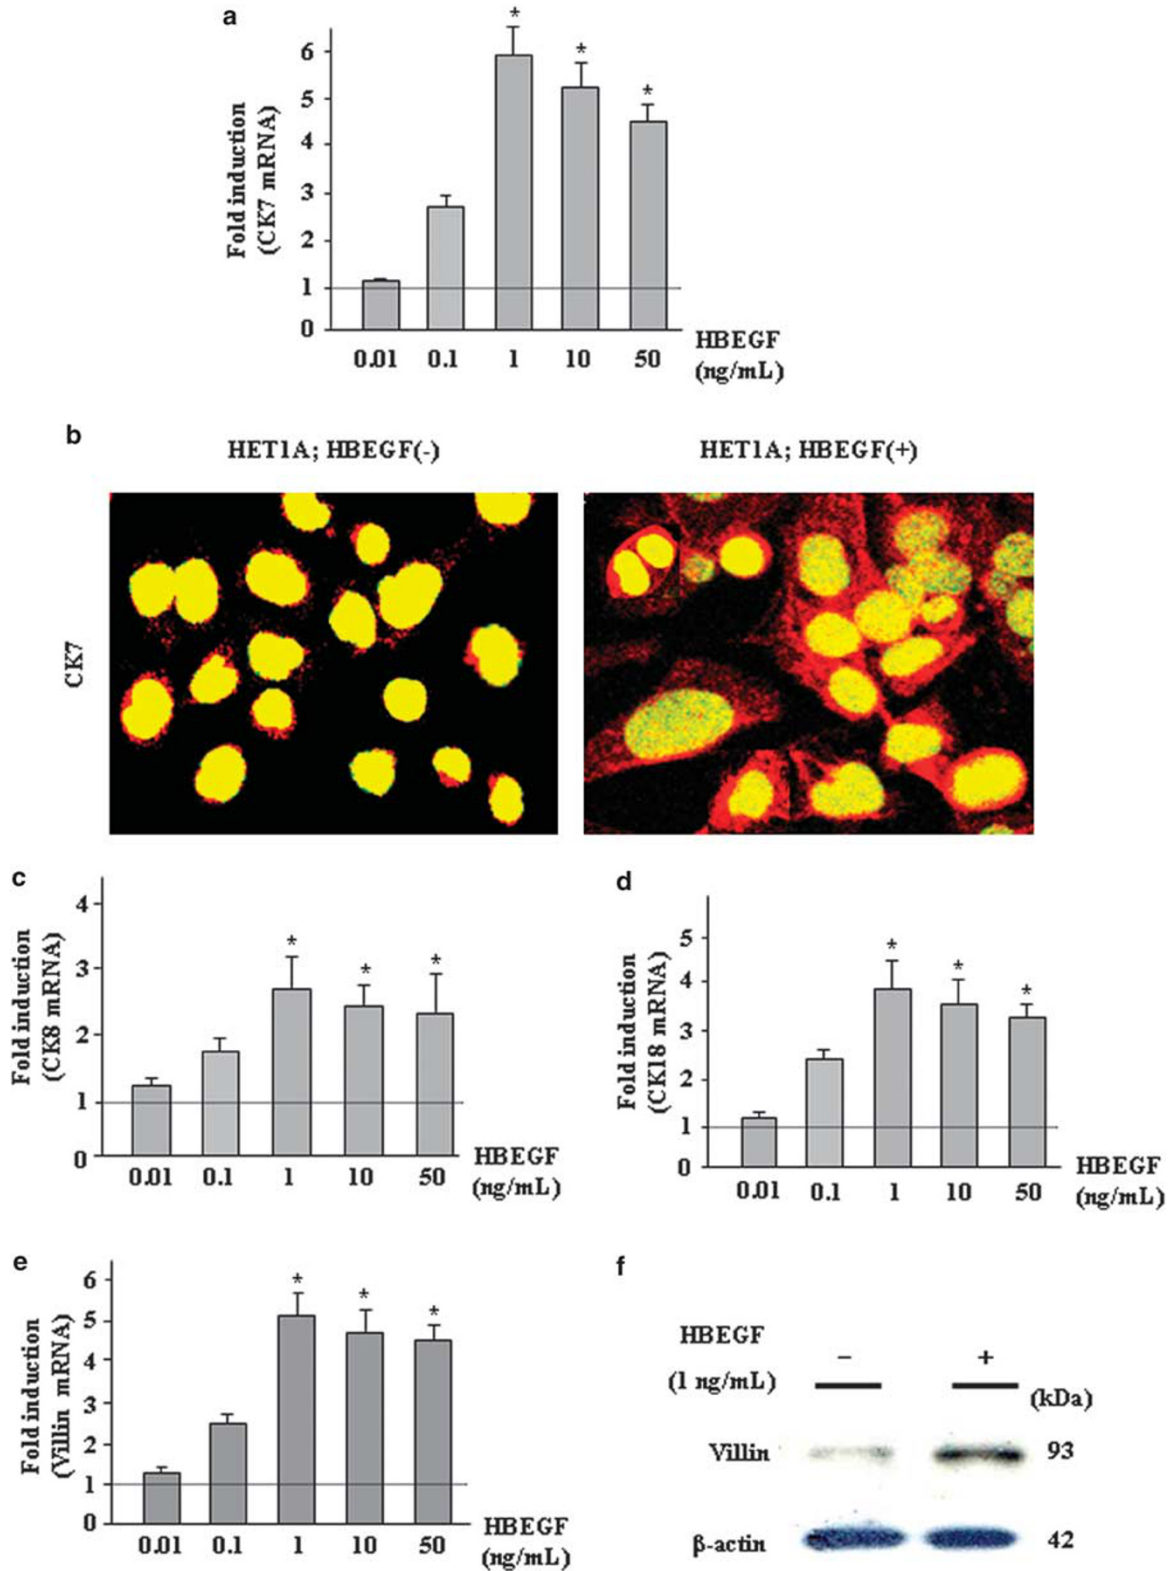 a
*
*
*
6
5
4
3
2
1
0
Fold induction
(CK7 mRNA)
0.01 0.1 1 10 50
HBEGF
(ng/mL)
b
HET1A; HBEGF(-) HET1A; HBEGF(+)
CK7
c
*
*
*
4
3
2
1
0
Fold induction
(CK8 mRNA)
0.01 0.1 1 10 50
HBEGF
(ng/mL)
d
*
*
*
5
4
3
2
1
0
Fold induction
(CK18 mRNA)
0.01 0.1 1 10 50
HBEGF
(ng/mL)
e
*
*
*
6
5
4
3
2
1
0
Fold induction
(Villin mRNA)
0.01 0.1 1 10 50
HBEGF
(ng/mL)
f
HBEGF
(1 ng/mL)
− +
(kDa)
Villin 93
β-actin 42